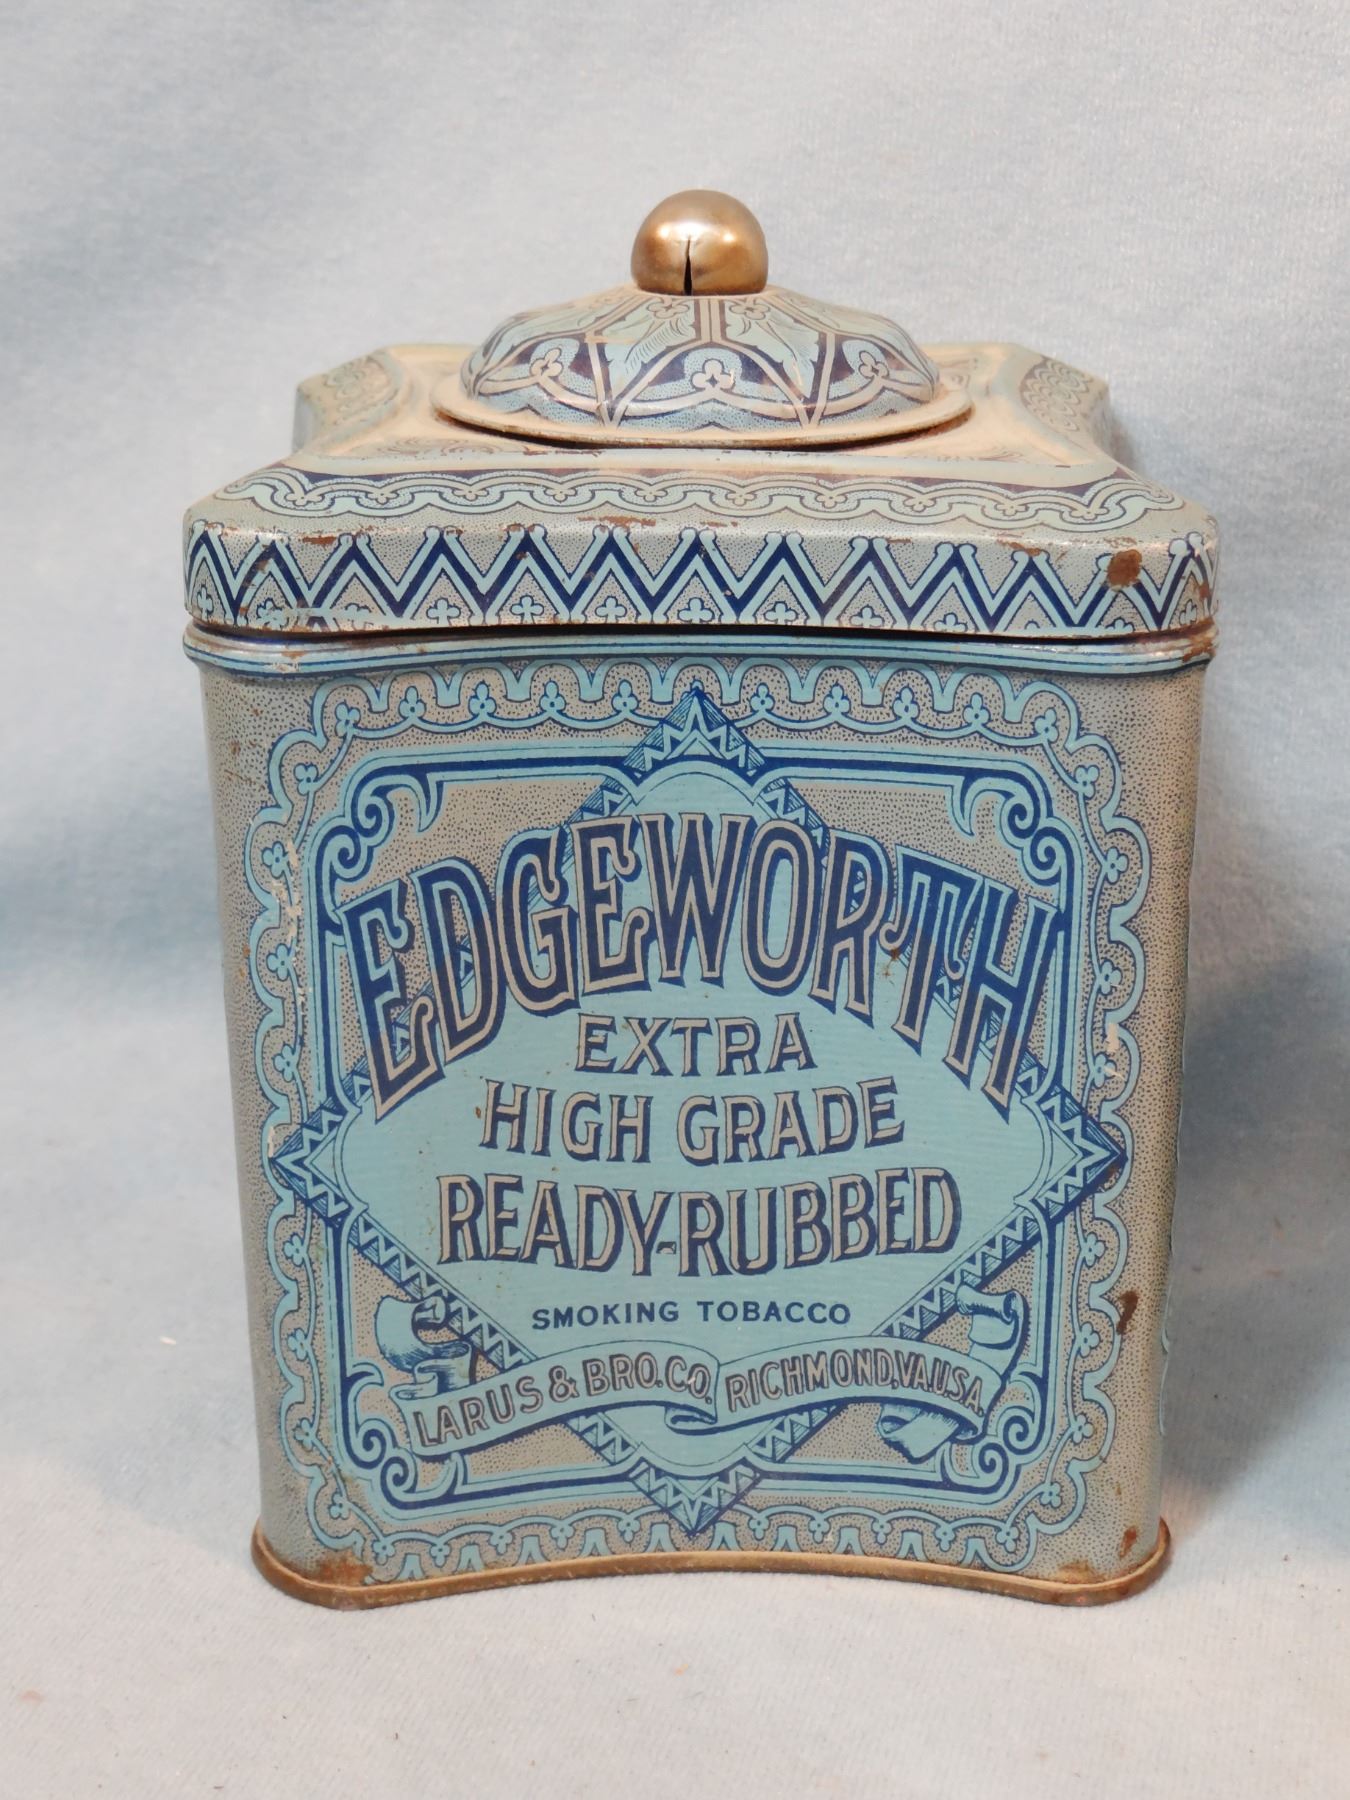 EDGEWORTH
EXTRA
HIGH GRADE
READY-RUBBED
SMOKING TOBACCO
LARUS & BRO. CO. RICHMOND, VA. U.S.A.